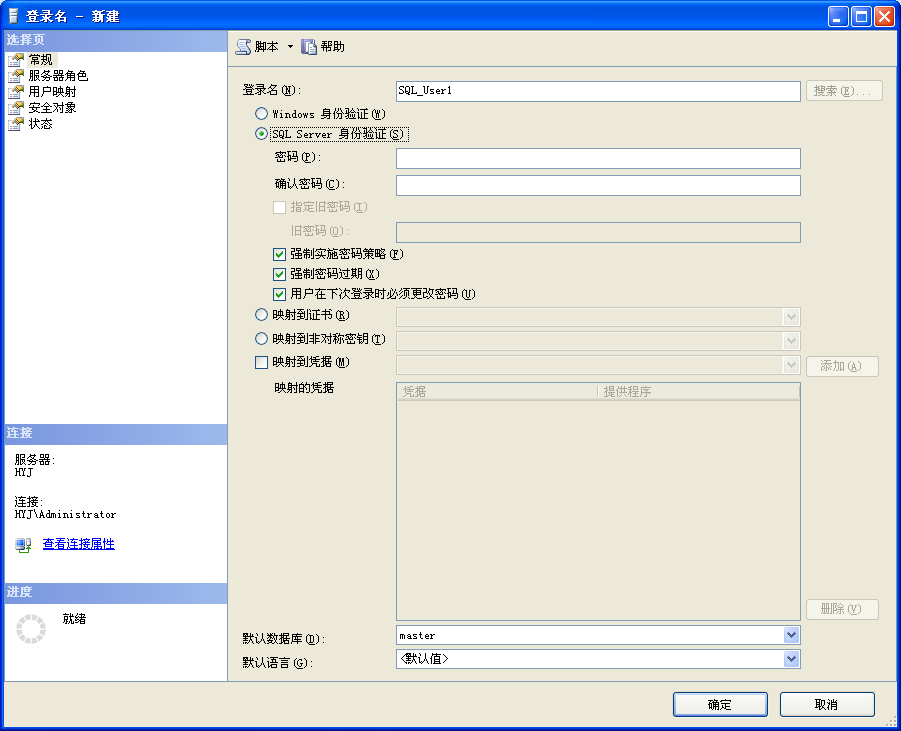 登录名 - 新建
选择页
常规
服务器角色
用户映射
安全对象
状态
连接
服务器:
HYJ
连接:
HYJ\Administrator
查看连接属性
进度
就绪
脚本 帮助
登录名(N): SQL_User1 搜索(E)...
Windows 身份验证(W)
SQL Server 身份验证(S)
密码(P):
确认密码(C):
指定旧密码(I)
旧密码(O):
强制实施密码策略(F)
强制密码过期(X)
用户在下次登录时必须更改密码(U)
映射到证书(R)
映射到非对称密钥(T)
映射到凭据(M) 添加(A)
映射的凭据 凭据 提供程序
删除(V)
默认数据库(D): master
默认语言(G): <默认值>
确定 取消